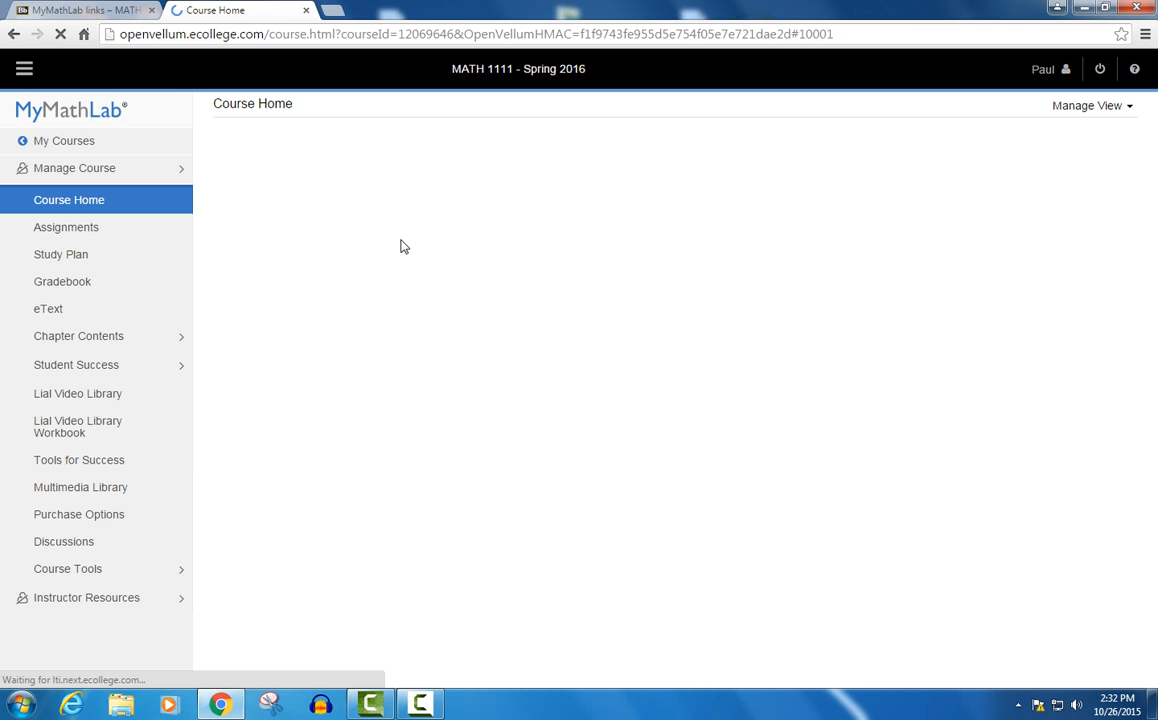 MyMathLab links – MATH
Course Home
openvellum.ecollege.com/course.html?courseId=12069646&OpenVellumHMAC=f1f9743fe955d5e754f05e7e721dae2d#10001
MATH 1111 - Spring 2016
Paul
MyMathLab®
Course Home
Manage View
My Courses
Manage Course
Course Home
Assignments
Study Plan
Gradebook
eText
Chapter Contents
Student Success
Lial Video Library
Lial Video Library
Workbook
Tools for Success
Multimedia Library
Purchase Options
Discussions
Course Tools
Instructor Resources
Waiting for lti.next.ecollege.com...
2:32 PM
10/26/2015